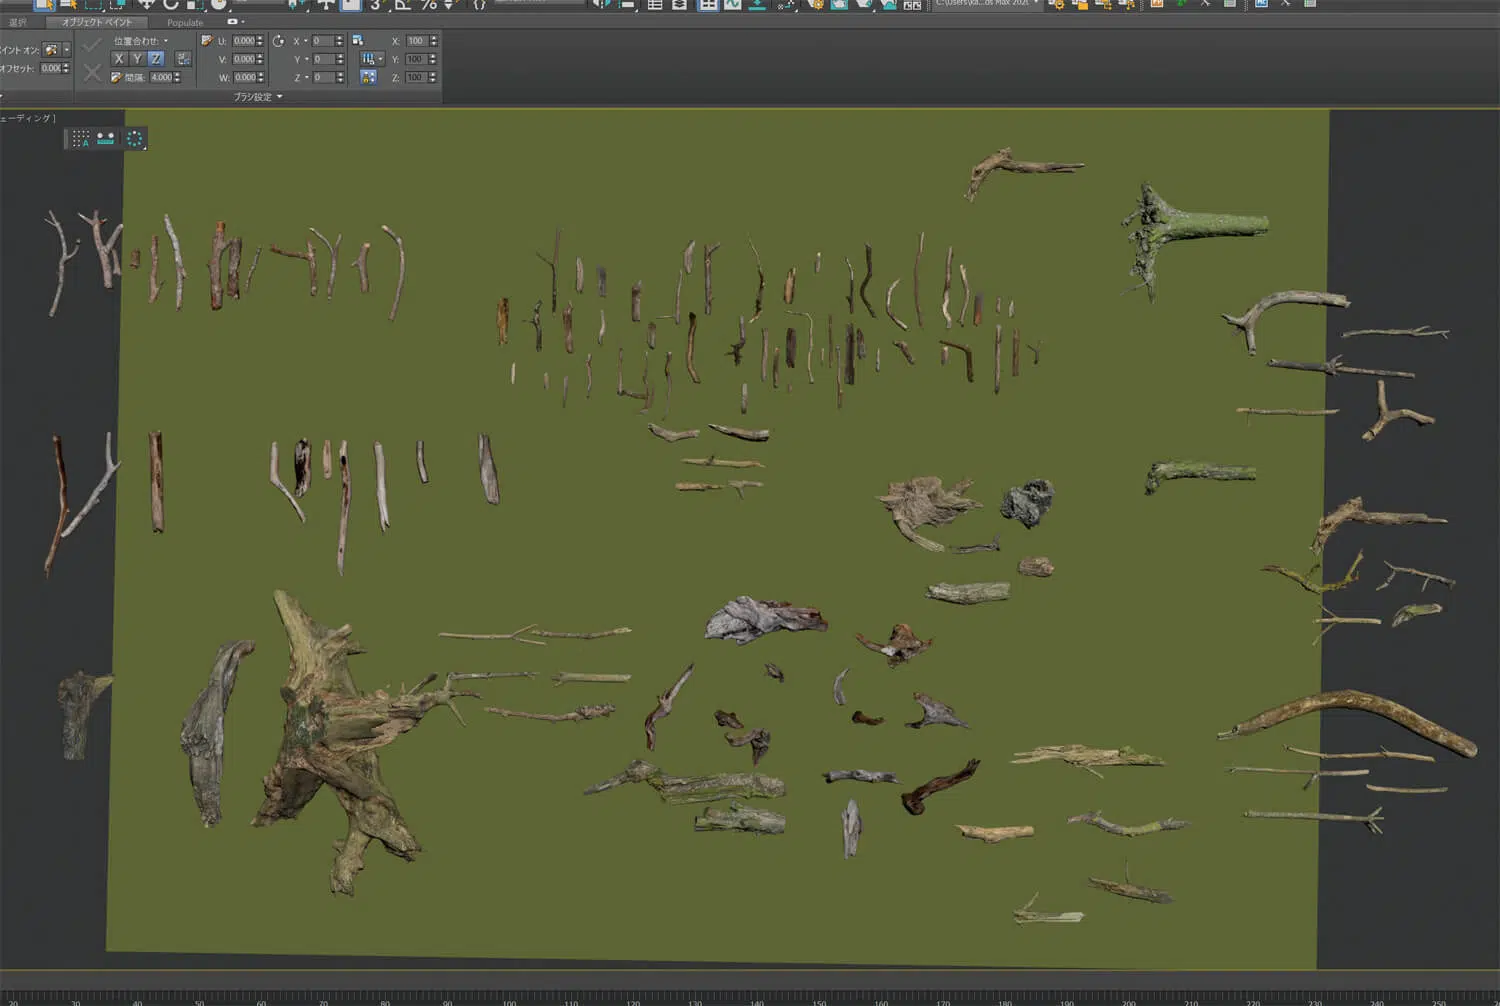 C:\Users\ka...ds Max 202
選択 オブジェクト ペイント Populate
イント オン:
オフセット: 0.000
位置合わせ:
X Y Z
間隔: 4.000
U: 0.000 X 0 X: 100
V: 0.000 Y 0 Y: 100
W: 0.000 Z 0 Z: 100
ブラシ設定
ェーディング ]
20 30 40 50 60 70 80 90 100 110 120 130 140 150 160 170 180 190 200 210 220 230 240 250